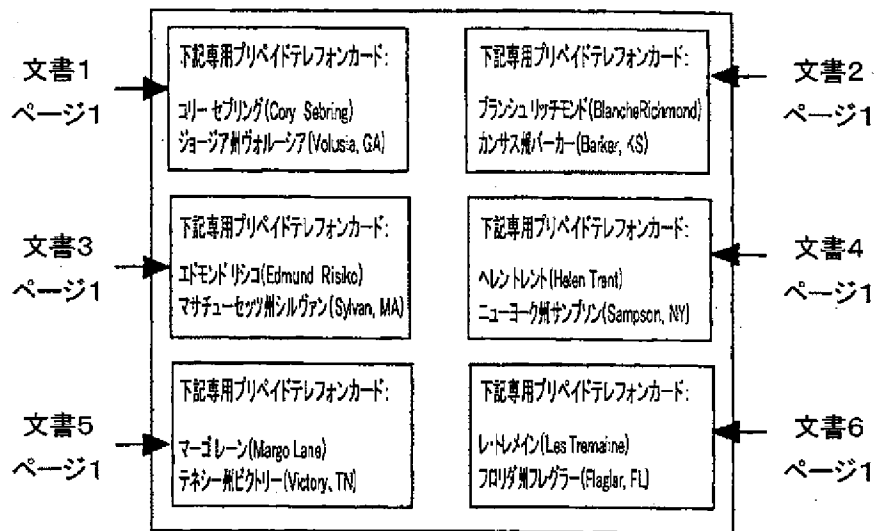 文書1
ページ1
下記専用プリペイドテレフォンカード:
コリー セブリング(Cory Sebring)
ジョージア州ヴォルーシア(Volusia, GA)
下記専用プリペイドテレフォンカード:
ブランシュ リッチモンド(BlancheRichmond)
カンサス州バーカー(Barker, KS)
文書2
ページ1
文書3
ページ1
下記専用プリペイドテレフォンカード:
エドモンド リシコ(Edmund Risiko)
マサチューセッツ州シルヴァン(Sylvan, MA)
下記専用プリペイドテレフォンカード:
ヘレン トレント(Helen Trent)
ニューヨーク州サンプソン(Sampson, NY)
文書4
ページ1
文書5
ページ1
下記専用プリペイドテレフォンカード:
マーゴ レーン(Margo Lane)
テネシー州ビクトリー(Victory, TN)
下記専用プリペイドテレフォンカード:
レ・トレメイン(Les Tremaine)
フロリダ州フレグラー(Flaglar, FL)
文書6
ページ1